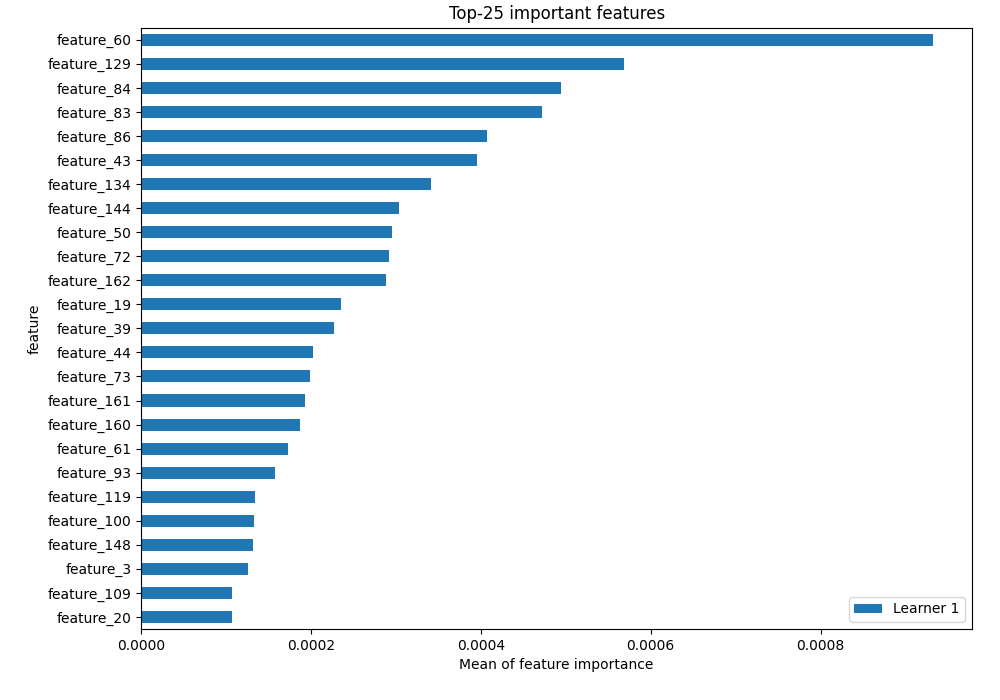 Top-25 important features
feature_60
feature_129
feature_84
feature_83
feature_86
feature_43
feature_134
feature_144
feature_50
feature_72
feature_162
feature_19
feature_39
feature_44
feature_73
feature_161
feature_160
feature_61
feature_93
feature_119
feature_100
feature_148
feature_3
feature_109
feature_20
feature
Learner 1
0.0000 0.0002 0.0004 0.0006 0.0008
Mean of feature importance